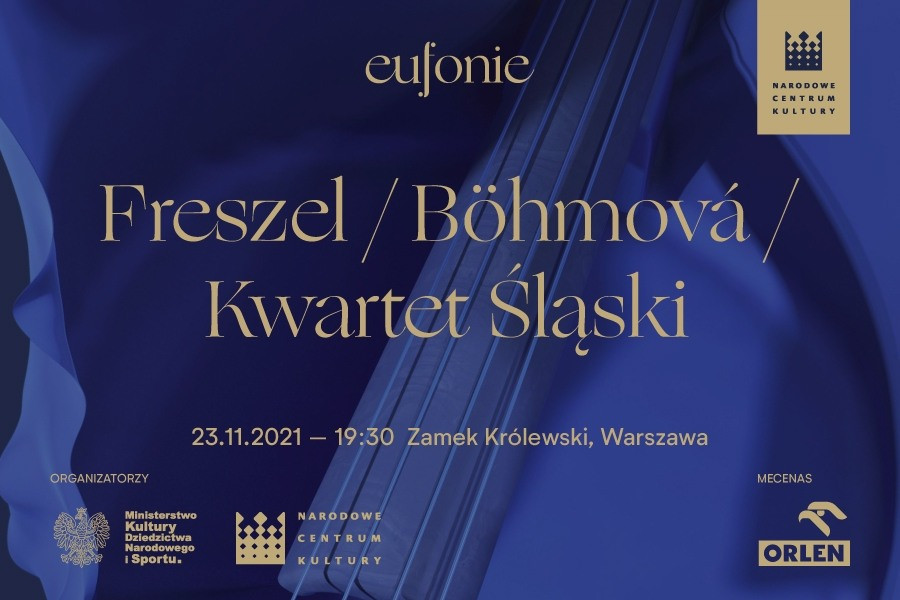 eufonie
NARODOWE
CENTRUM
KULTURY
Freszel / Böhmová /
Kwartet Śląski
23.11.2021 — 19:30 Zamek Królewski, Warszawa
ORGANIZATORZY
MECENAS
Ministerstwo
Kultury
Dziedzictwa
Narodowego
i Sportu.
NARODOWE
CENTRUM
KULTURY
ORLEN